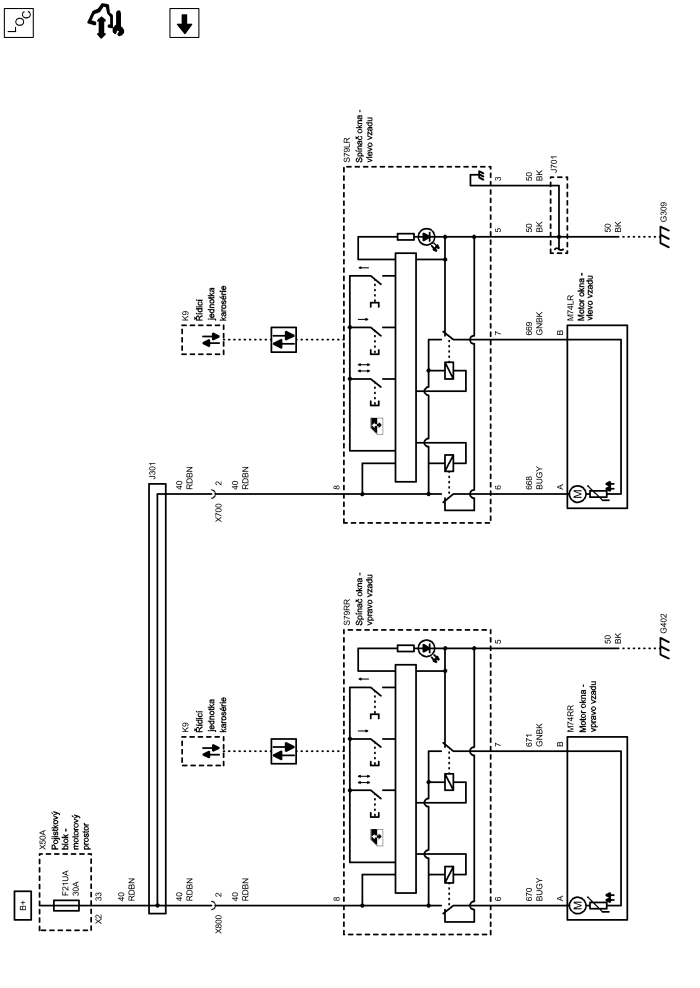 LOC
S79LR
Spínač okna -
vlevo vzadu
3
50
BK
J701
5
50
BK
50
BK
G309
K9
Řídicí
jednotka
karosérie
7
669
GNBK
B
M74LR
Motor okna -
vlevo vzadu
J301
40
RDBN
2
X700
40
RDBN
8
6
668
BUGY
A
M
S79RR
Spínač okna -
vpravo vzadu
5
50
BK
G402
K9
Řídicí
jednotka
karosérie
7
671
GNBK
B
M74RR
Motor okna -
vpravo vzadu
X50A
Pojistkový
blok -
motorový
prostor
B+
F21UA
30A
33
X2
40
RDBN
40
RDBN
2
X800
40
RDBN
8
6
670
BUGY
A
M